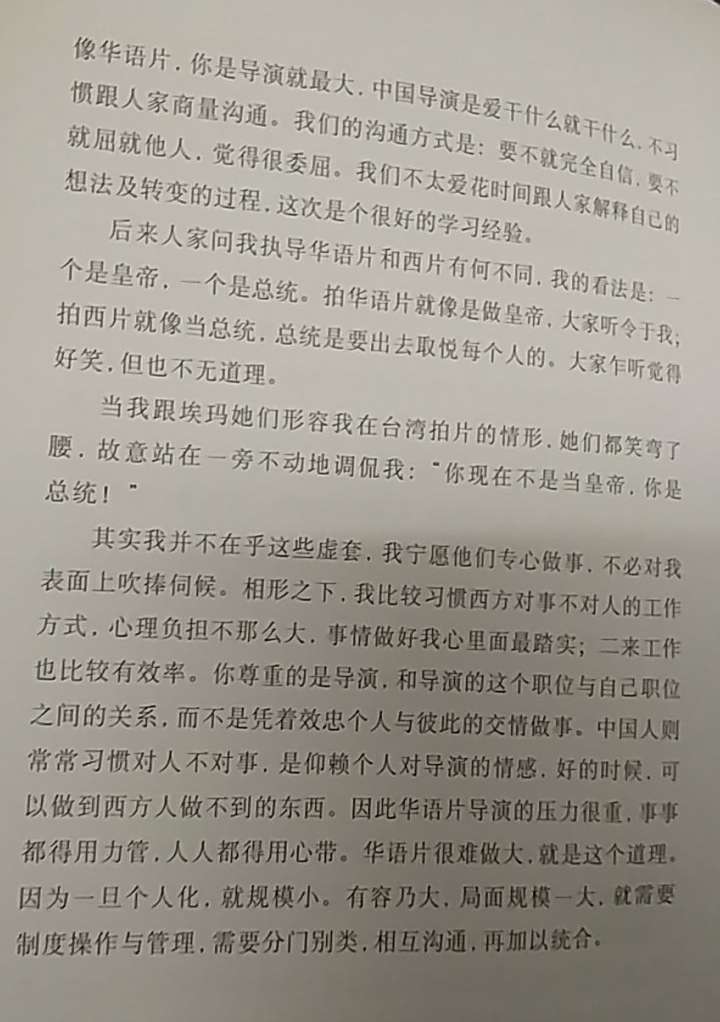 像华语片，你是导演就最大，中国导演是爱干什么就干什么，不习
惯跟人家商量沟通。我们的沟通方式是：要不就完全自信，要不
就屈就他人，觉得很委屈。我们不太爱花时间跟人家解释自己的
想法及转变的过程，这次是个很好的学习经验。
后来人家问我执导华语片和西片有何不同，我的看法是：一
个是皇帝，一个是总统。拍华语片就像是做皇帝，大家听令于我；
拍西片就像当总统，总统是要出去取悦每个人的。大家乍听觉得
好笑，但也不无道理。
当我跟埃玛她们形容我在台湾拍片的情形，她们都笑弯了
腰，故意站在一旁不动地调侃我：“你现在不是当皇帝，你是
总统！”
其实我并不在乎这些虚套，我宁愿他们专心做事，不必对我
表面上吹捧伺候。相形之下，我比较习惯西方对事不对人的工作
方式，心理负担不那么大，事情做好我心里面最踏实；二来工作
也比较有效率。你尊重的是导演，和导演的这个职位与自己职位
之间的关系，而不是凭着效忠个人与彼此的交情做事。中国人则
常常习惯对人不对事，是仰赖个人对导演的情感，好的时候，可
以做到西方人做不到的东西。因此华语片导演的压力很重，事事
都得用力管，人人都得用心带。华语片很难做大，就是这个道理。
因为一旦个人化，就规模小。有容乃大，局面规模一大，就需要
制度操作与管理，需要分门别类，相互沟通，再加以统合。